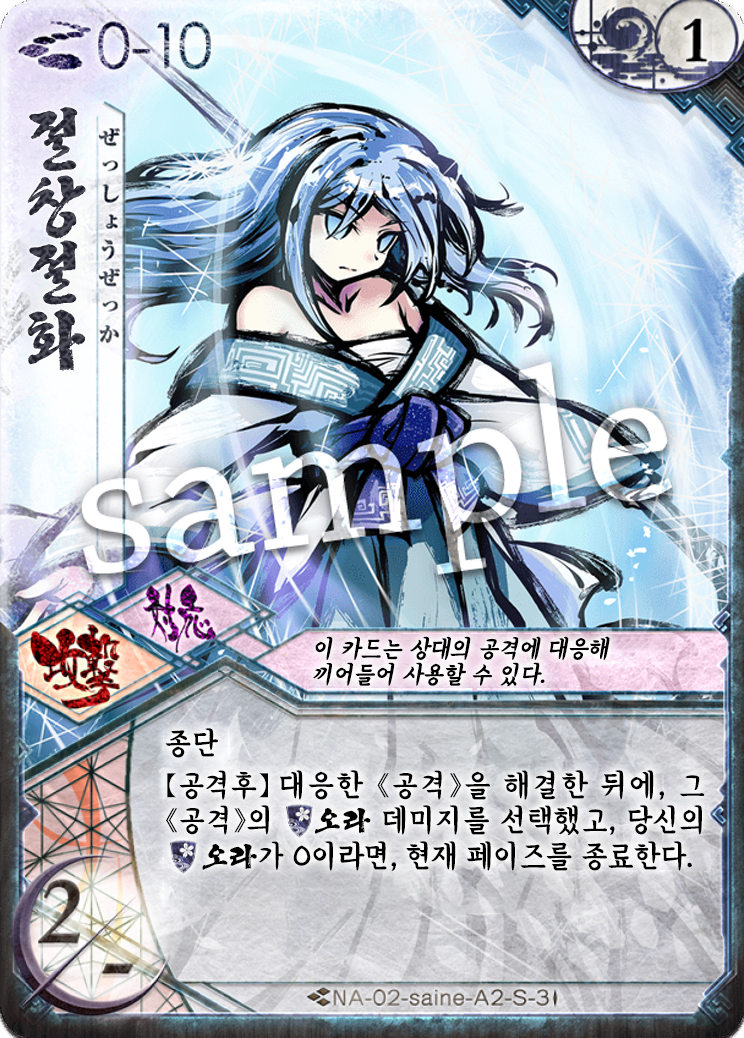 0-10
1
절창절화
ぜっしょうぜっか
sample
対応
攻撃
이 카드는 상대의 공격에 대응해
끼어들어 사용할 수 있다.
종단
【공격후】 대응한 《공격》을 해결한 뒤에, 그
《공격》의 오라 데미지를 선택했고, 당신의
오라가 0이라면, 현재 페이즈를 종료한다.
2/-
NA-02-saine-A2-S-3